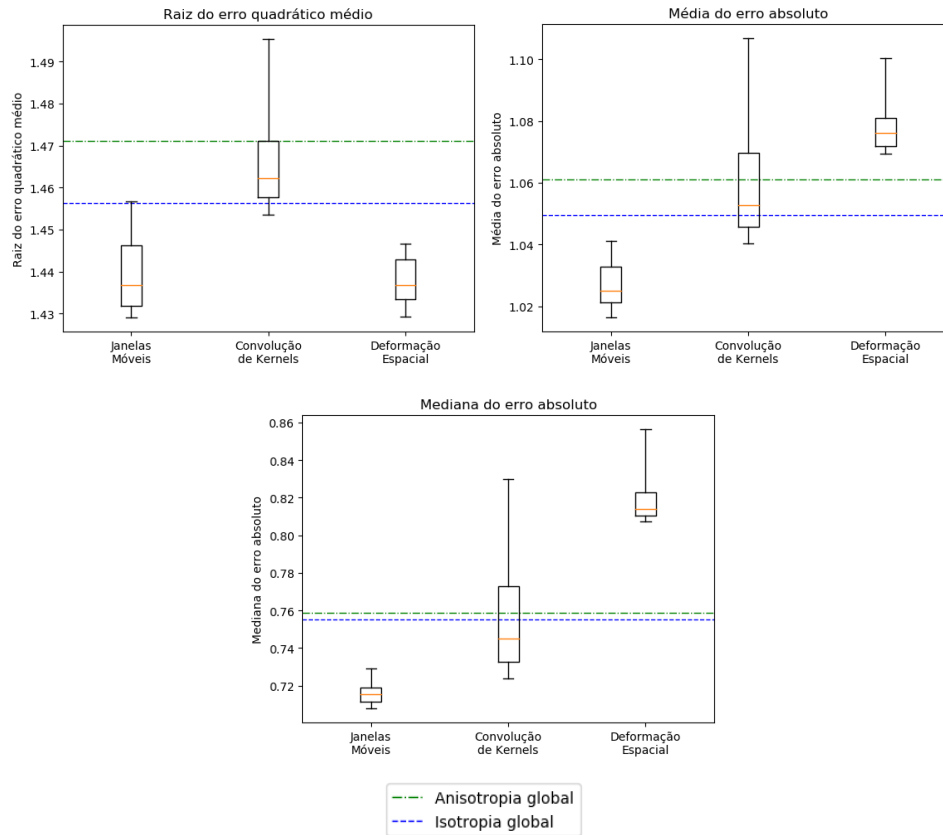 Raiz do erro quadrático médio
Raiz do erro quadrático médio
1.49
1.48
1.47
1.46
1.45
1.44
1.43
Janelas
Móveis
Convolução
de Kernels
Deformação
Espacial
Média do erro absoluto
Média do erro absoluto
1.10
1.08
1.06
1.04
1.02
Janelas
Móveis
Convolução
de Kernels
Deformação
Espacial
Mediana do erro absoluto
Mediana do erro absoluto
0.86
0.84
0.82
0.80
0.78
0.76
0.74
0.72
Janelas
Móveis
Convolução
de Kernels
Deformação
Espacial
Anisotropia global
Isotropia global